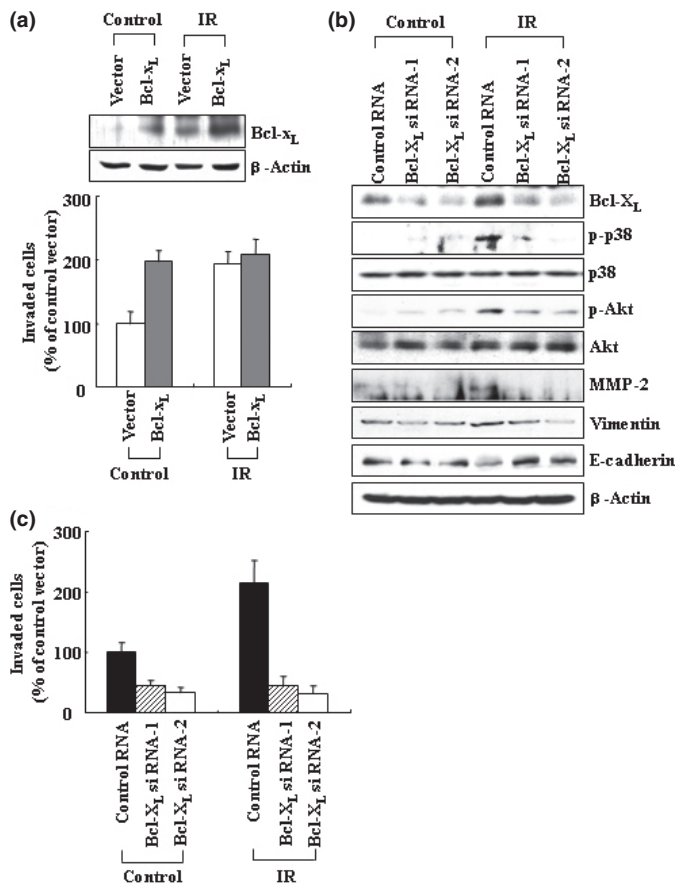 (a)
Control IR
Vector Bcl-xL Vector Bcl-xL
Bcl-xL
β-Actin
Invaded cells
(% of control vector)
300
200
100
0
Vector Bcl-xL Vector Bcl-xL
Control IR
(b)
Control IR
Control RNA Bcl-XL si RNA-1 Bcl-XL si RNA-2 Control RNA Bcl-XL si RNA-1 Bcl-XL si RNA-2
Bcl-XL
p-p38
p38
p-Akt
Akt
MMP-2
Vimentin
E-cadherin
β-Actin
(c)
Invaded cells
(% of control vector)
300
200
100
0
Control RNA Bcl-XL si RNA-1 Bcl-XL si RNA-2 Control RNA Bcl-XL si RNA-1 Bcl-XL si RNA-2
Control IR